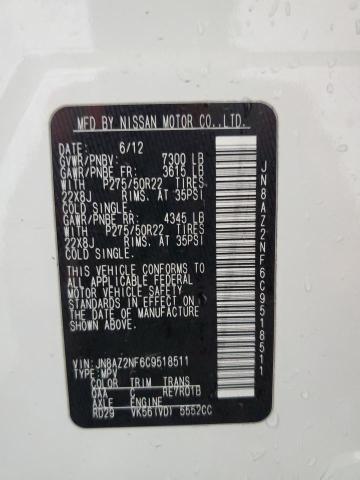 MFD BY NISSAN MOTOR CO.,LTD.
DATE: 6/12
GVWR/PNBV: 7300 LB
GAWR/PNBE FR: 3615 LB
WITH P275/50R22 TIRES,
22X8J RIMS, AT 35PSI
COLD SINGLE.
GAWR/PNBE RR: 4345 LB
WITH P275/50R22 TIRES,
22X8J RIMS, AT 35PSI
COLD SINGLE.
THIS VEHICLE CONFORMS TO
ALL APPLICABLE FEDERAL
MOTOR VEHICLE SAFETY
STANDARDS IN EFFECT ON THE
DATE OF MANUFACTURE SHOWN
ABOVE.
VIN: JN8AZ2NF6C9518511
TYPE: MPV
COLOR TRIM TRANS
QAX C RE7R01B
AXLE ENGINE
RD29 VK56(VD) 5552CC
JN8AZ2NF6C9518511